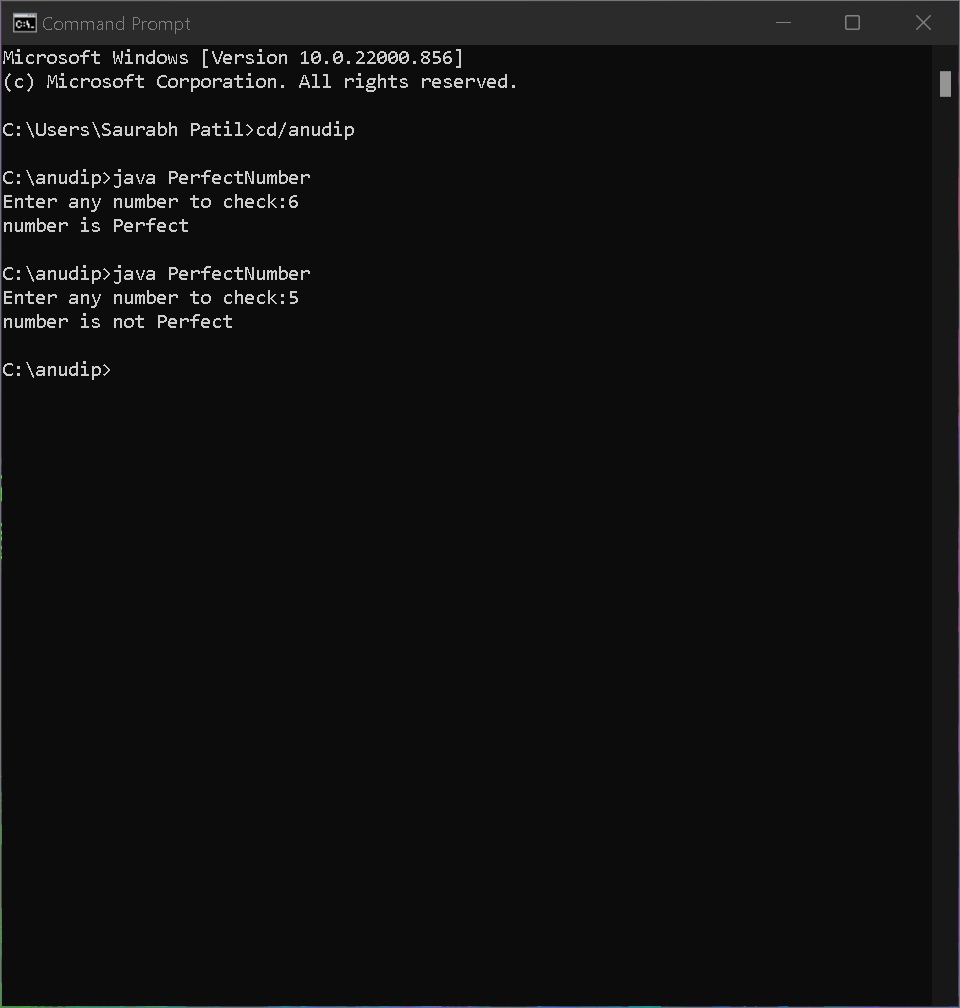 Command Prompt
Microsoft Windows [Version 10.0.22000.856]
(c) Microsoft Corporation. All rights reserved.
C:\Users\Saurabh Patil>cd/anudip
C:\anudip>java PerfectNumber
Enter any number to check:6
number is Perfect
C:\anudip>java PerfectNumber
Enter any number to check:5
number is not Perfect
C:\anudip>